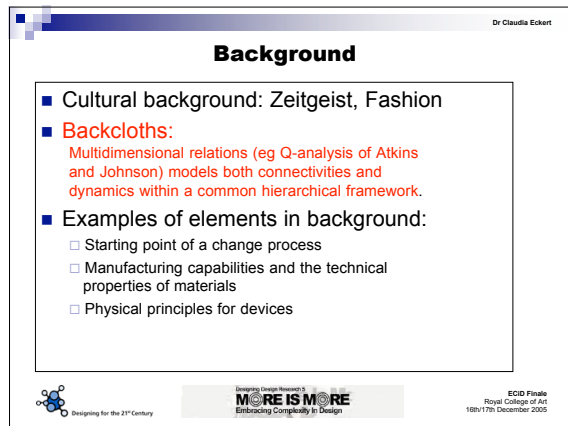 Dr Claudia Eckert
Background
Cultural background: Zeitgeist, Fashion
Backcloths:
Multidimensional relations (eg Q-analysis of Atkins
and Johnson) models both connectivities and
dynamics within a common hierarchical framework.
Examples of elements in background:
Starting point of a change process
Manufacturing capabilities and the technical
properties of materials
Physical principles for devices
Designing for the 21st Century
Designing Design Research 5
MORE IS MORE
Embracing Complexity In Design
ECiD Finale
Royal College of Art
16th/17th December 2005